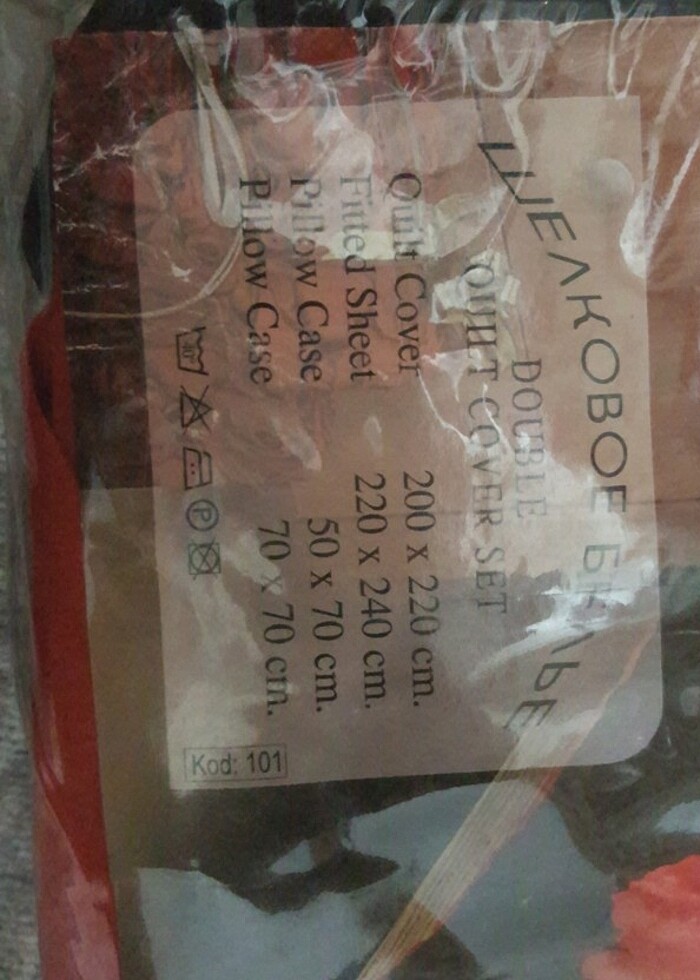 ШЕЛКОВОЕ БЕЛЬЕ
DOUBLE
QUILT COVER SET
Quilt Cover 200 x 220 cm.
Fitted Sheet 220 x 240 cm.
Pillow Case 50 x 70 cm.
Pillow Case 70 x 70 cm.
P
Kod: 101